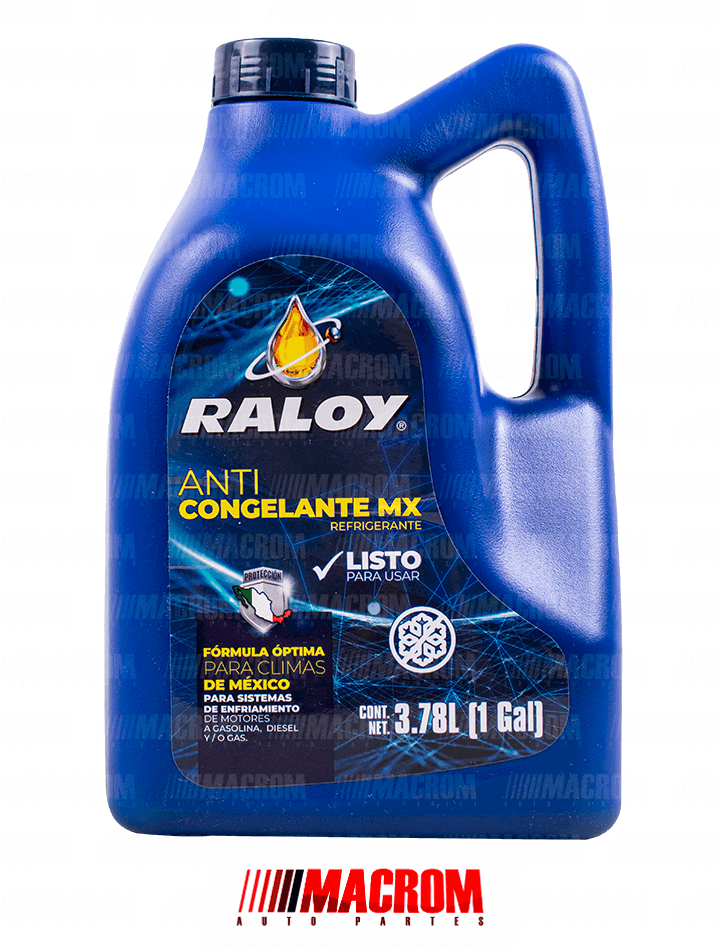 RALOY®
ANTI
CONGELANTE MX
REFRIGERANTE
LISTO
PARA USAR
PROTECCIÓN
FÓRMULA ÓPTIMA
PARA CLIMAS
DE MÉXICO
PARA SISTEMAS
DE ENFRIAMIENTO
DE MOTORES
A GASOLINA, DIESEL
Y / O GAS.
CONT.
NET. 3.78L (1 Gal)
MACROM
AUTO PARTES